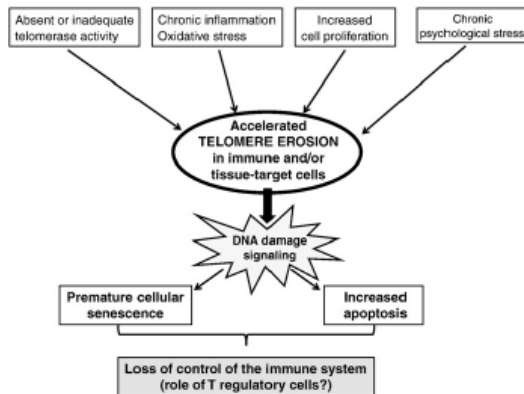 Absent or inadequate
telomerase activity
Chronic inflammation
Oxidative stress
Increased
cell proliferation
Chronic
psychological stress
Accelerated
TELOMERE EROSION
in immune and/or
tissue-target cells
DNA damage
signaling
Premature cellular
senescence
Increased
apoptosis
Loss of control of the immune system
(role of T regulatory cells?)